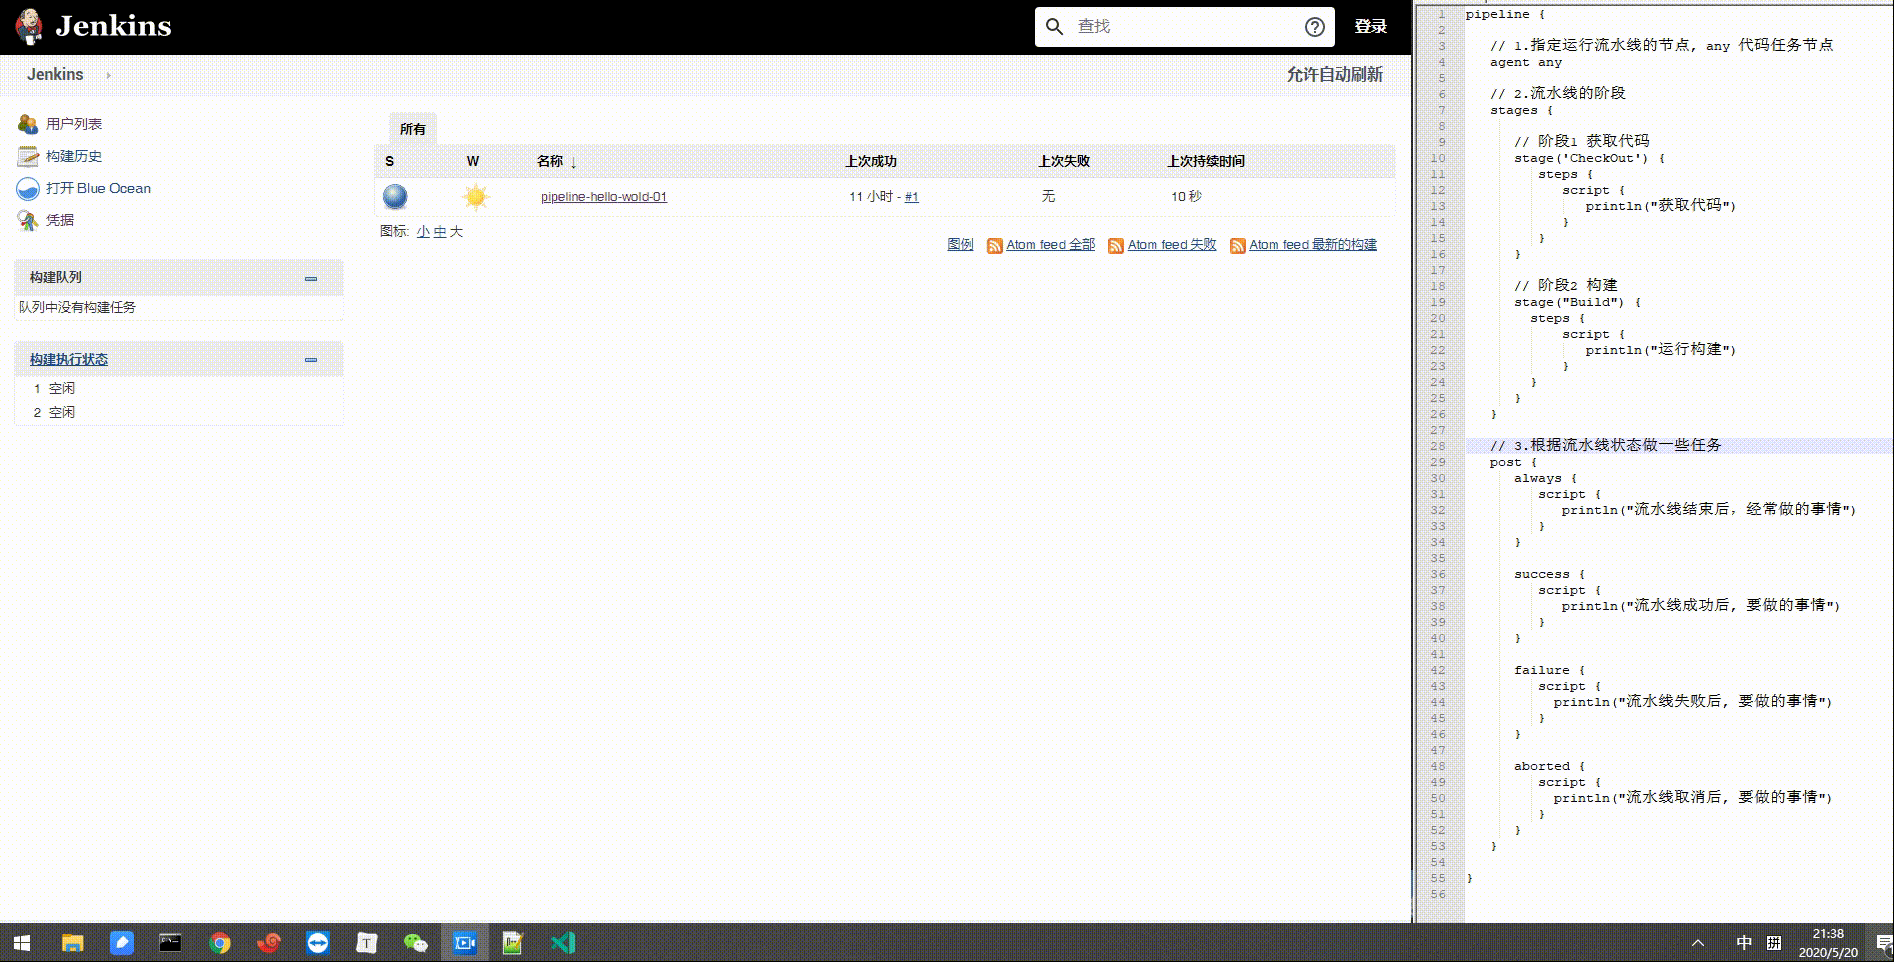 Jenkins
查找
登录
Jenkins
允许自动刷新
用户列表
构建历史
打开 Blue Ocean
凭据
构建队列
队列中没有构建任务
构建执行状态
1 空闲
2 空闲
所有
S W 名称 ↓ 上次成功 上次失败 上次持续时间
pipeline-hello-wold-01 11 小时 - #1 无 10 秒
图标: 小 中 大
图例 Atom feed 全部 Atom feed 失败 Atom feed 最新的构建
1 pipeline {
2
3 // 1.指定运行流水线的节点, any 代码任务节点
4 agent any
5
6 // 2.流水线的阶段
7 stages {
8
9 // 阶段1 获取代码
10 stage('CheckOut') {
11 steps {
12 script {
13 println("获取代码")
14 }
15 }
16 }
17
18 // 阶段2 构建
19 stage("Build") {
20 steps {
21 script {
22 println("运行构建")
23 }
24 }
25 }
26 }
27
28 // 3.根据流水线状态做一些任务
29 post {
30 always {
31 script {
32 println("流水线结束后, 经常做的事情")
33 }
34 }
35
36 success {
37 script {
38 println("流水线成功后, 要做的事情")
39 }
40 }
41
42 failure {
43 script {
44 println("流水线失败后, 要做的事情")
45 }
46 }
47
48 aborted {
49 script {
50 println("流水线取消后, 要做的事情")
51 }
52 }
53 }
54
55 }
56
中 拼
21:38
2020/5/20